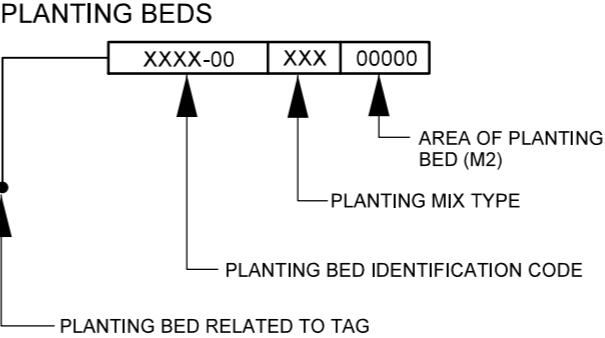 PLANTING BEDS
XXXX-00 XXX 00000
AREA OF PLANTING
BED (M2)
PLANTING MIX TYPE
PLANTING BED IDENTIFICATION CODE
PLANTING BED RELATED TO TAG